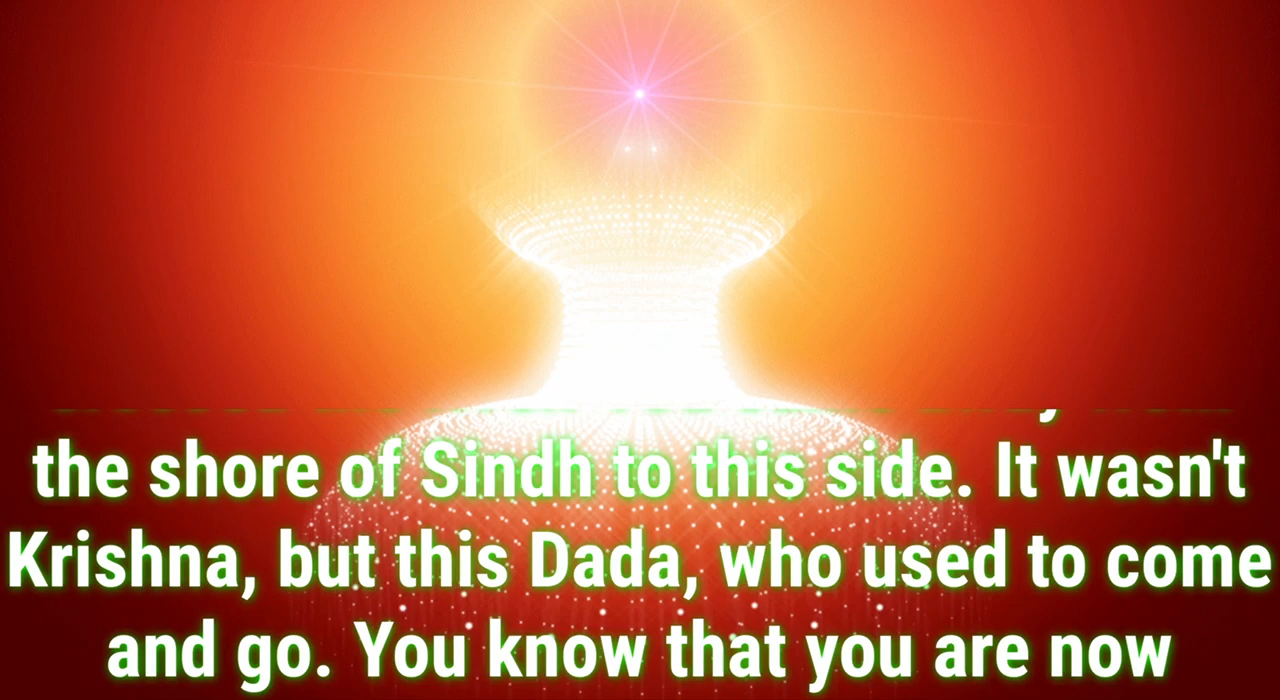 the shore of Sindh to this side. It wasn't
Krishna, but this Dada, who used to come
and go. You know that you are now